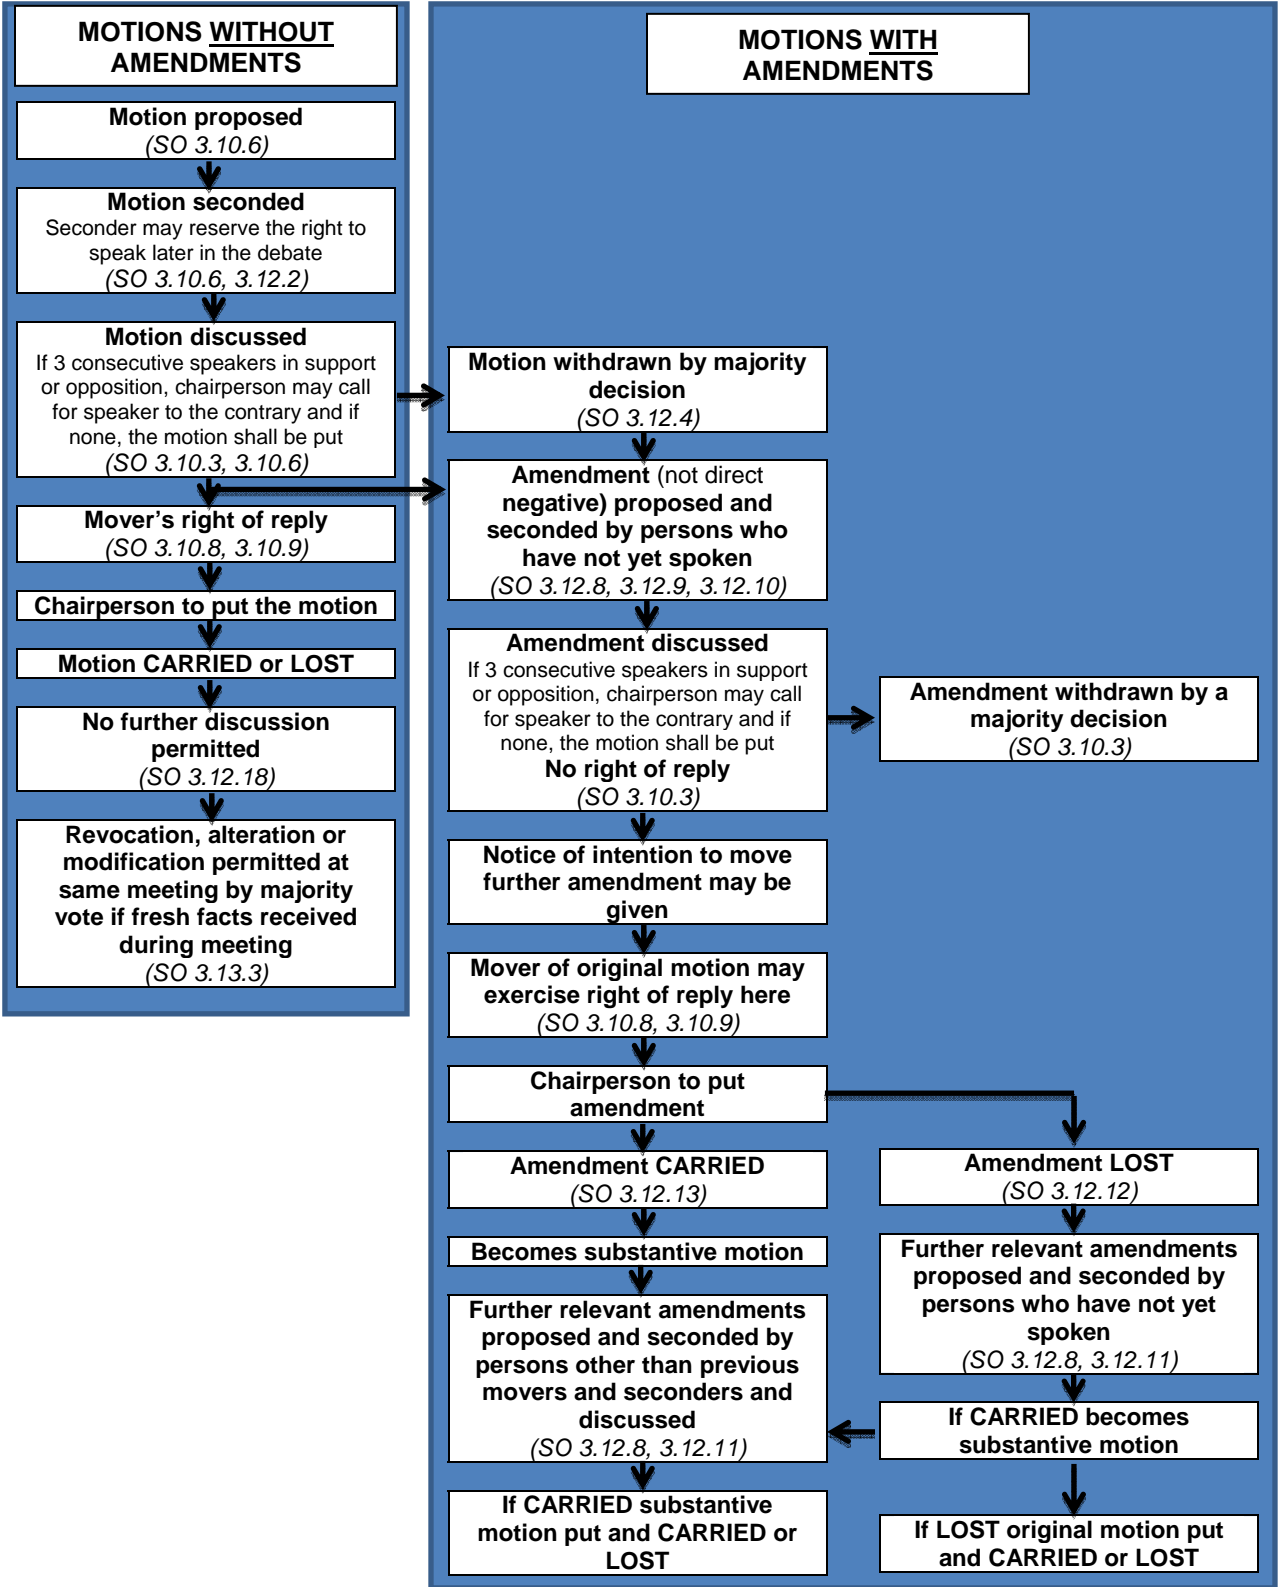 MOTIONS WITHOUT
AMENDMENTS
Motion proposed
(SO 3.10.6)
Motion seconded
Seconder may reserve the right to
speak later in the debate
(SO 3.10.6, 3.12.2)
Motion discussed
If 3 consecutive speakers in support
or opposition, chairperson may call
for speaker to the contrary and if
none, the motion shall be put
(SO 3.10.3, 3.10.6)
Mover’s right of reply
(SO 3.10.8, 3.10.9)
Chairperson to put the motion
Motion CARRIED or LOST
No further discussion
permitted
(SO 3.12.18)
Revocation, alteration or
modification permitted at
same meeting by majority
vote if fresh facts received
during meeting
(SO 3.13.3)
MOTIONS WITH
AMENDMENTS
Motion withdrawn by majority
decision
(SO 3.12.4)
Amendment (not direct
negative) proposed and
seconded by persons who
have not yet spoken
(SO 3.12.8, 3.12.9, 3.12.10)
Amendment discussed
If 3 consecutive speakers in support
or opposition, chairperson may call
for speaker to the contrary and if
none, the motion shall be put
No right of reply
(SO 3.10.3)
Amendment withdrawn by a
majority decision
(SO 3.10.3)
Notice of intention to move
further amendment may be
given
Mover of original motion may
exercise right of reply here
(SO 3.10.8, 3.10.9)
Chairperson to put
amendment
Amendment CARRIED
(SO 3.12.13)
Becomes substantive motion
Further relevant amendments
proposed and seconded by
persons other than previous
movers and seconders and
discussed
(SO 3.12.8, 3.12.11)
If CARRIED substantive
motion put and CARRIED or
LOST
Amendment LOST
(SO 3.12.12)
Further relevant amendments
proposed and seconded by
persons who have not yet
spoken
(SO 3.12.8, 3.12.11)
If CARRIED becomes
substantive motion
If LOST original motion put
and CARRIED or LOST